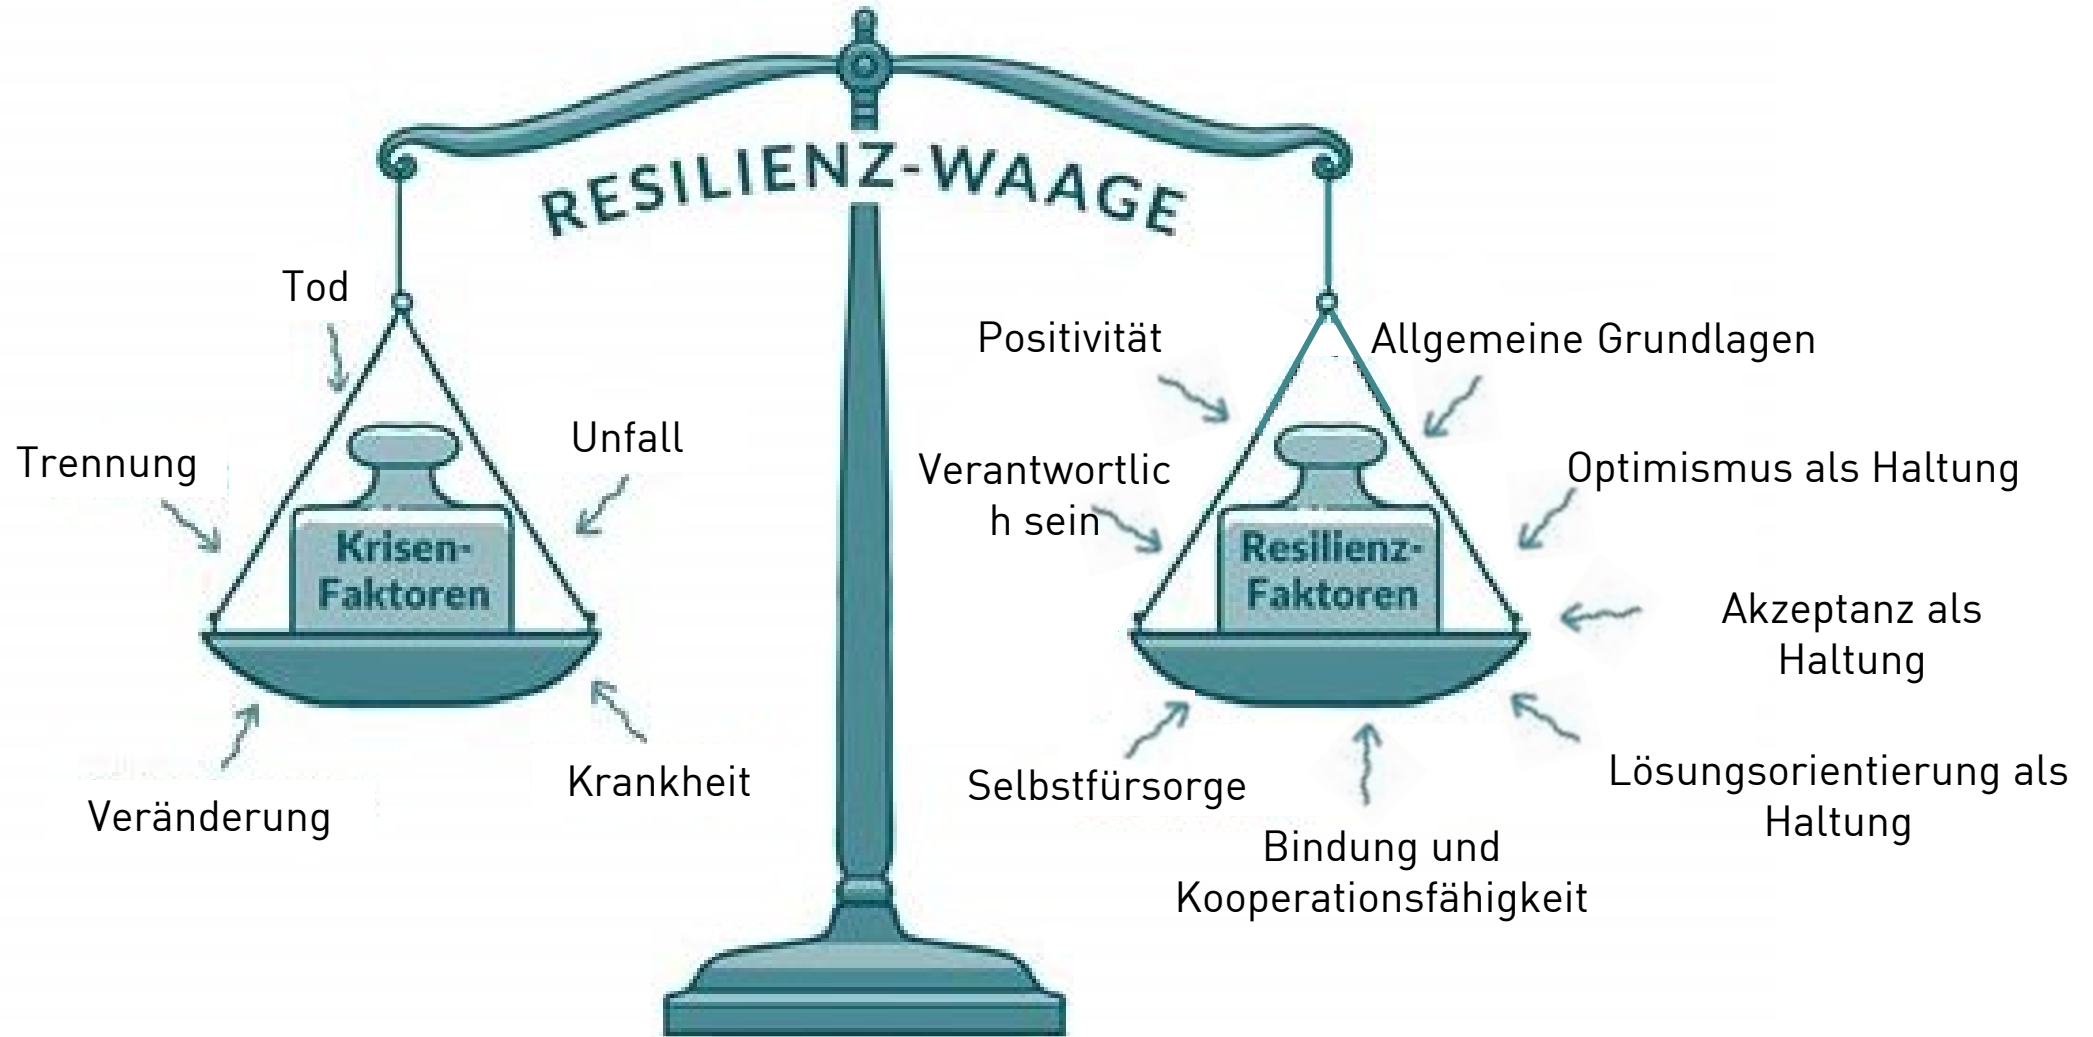 RESILIENZ-WAAGE
Tod
Trennung
Unfall
Krisen-
Faktoren
Veränderung
Krankheit
Positivität
Allgemeine Grundlagen
Verantwortlic
h sein
Optimismus als Haltung
Resilienz-
Faktoren
Akzeptanz als
Haltung
Selbstfürsorge
Lösungsorientierung als
Haltung
Bindung und
Kooperationsfähigkeit